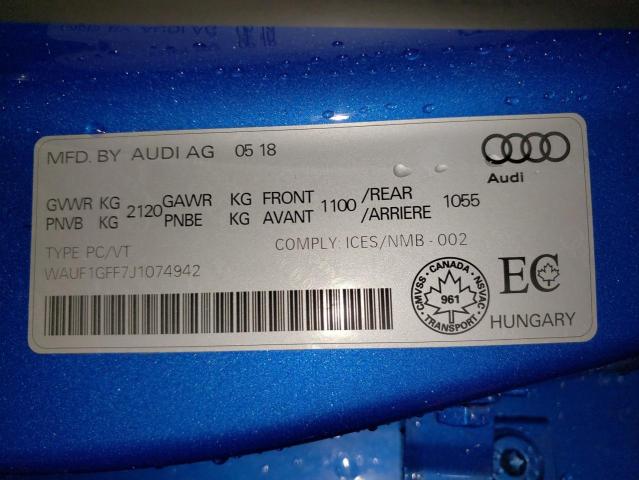 MFD. BY AUDI AG 05 18
Audi
GVWR KG 2120 GAWR KG FRONT 1100 /REAR 1055
PNVB KG PNBE KG AVANT /ARRIERE
COMPLY: ICES/NMB - 002
TYPE PC/VT
WAUF1GFF7J1074942
CMVSS - CANADA - NSVAC
961
TRANSPORT
EC
HUNGARY